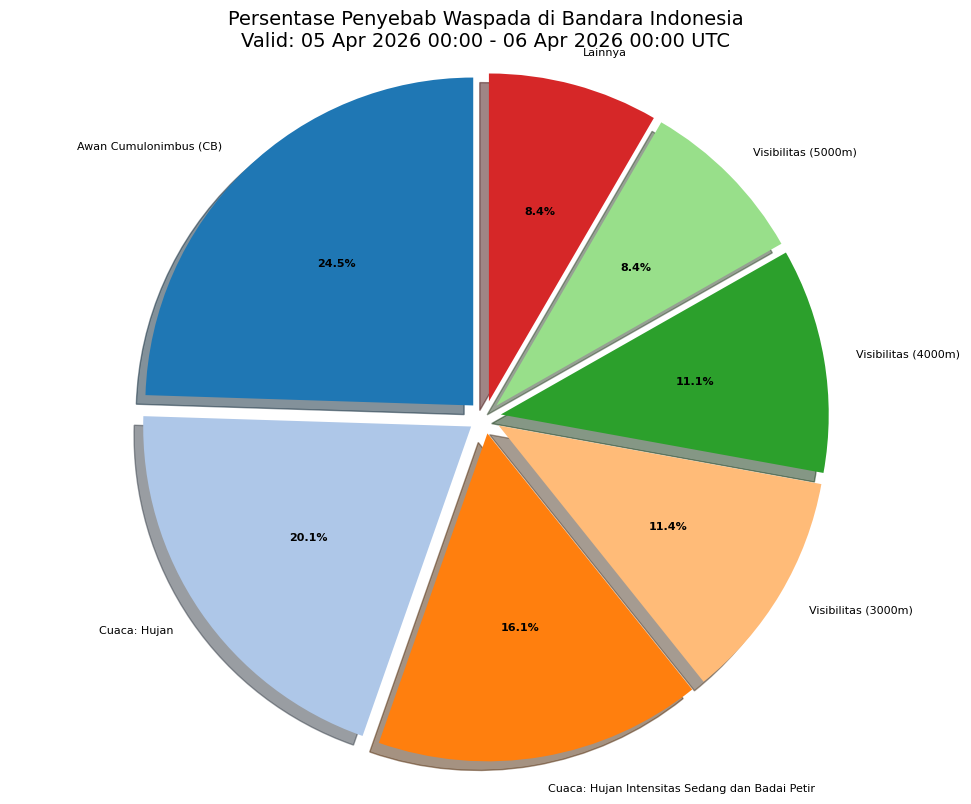 Persentase Penyebab Waspada di Bandara Indonesia
Valid: 05 Apr 2026 00:00 - 06 Apr 2026 00:00 UTC
Lainnya
8.4%
Visibilitas (5000m)
8.4%
Awan Cumulonimbus (CB)
24.5%
Visibilitas (4000m)
11.1%
Cuaca: Hujan
20.1%
Visibilitas (3000m)
11.4%
16.1%
Cuaca: Hujan Intensitas Sedang dan Badai Petir